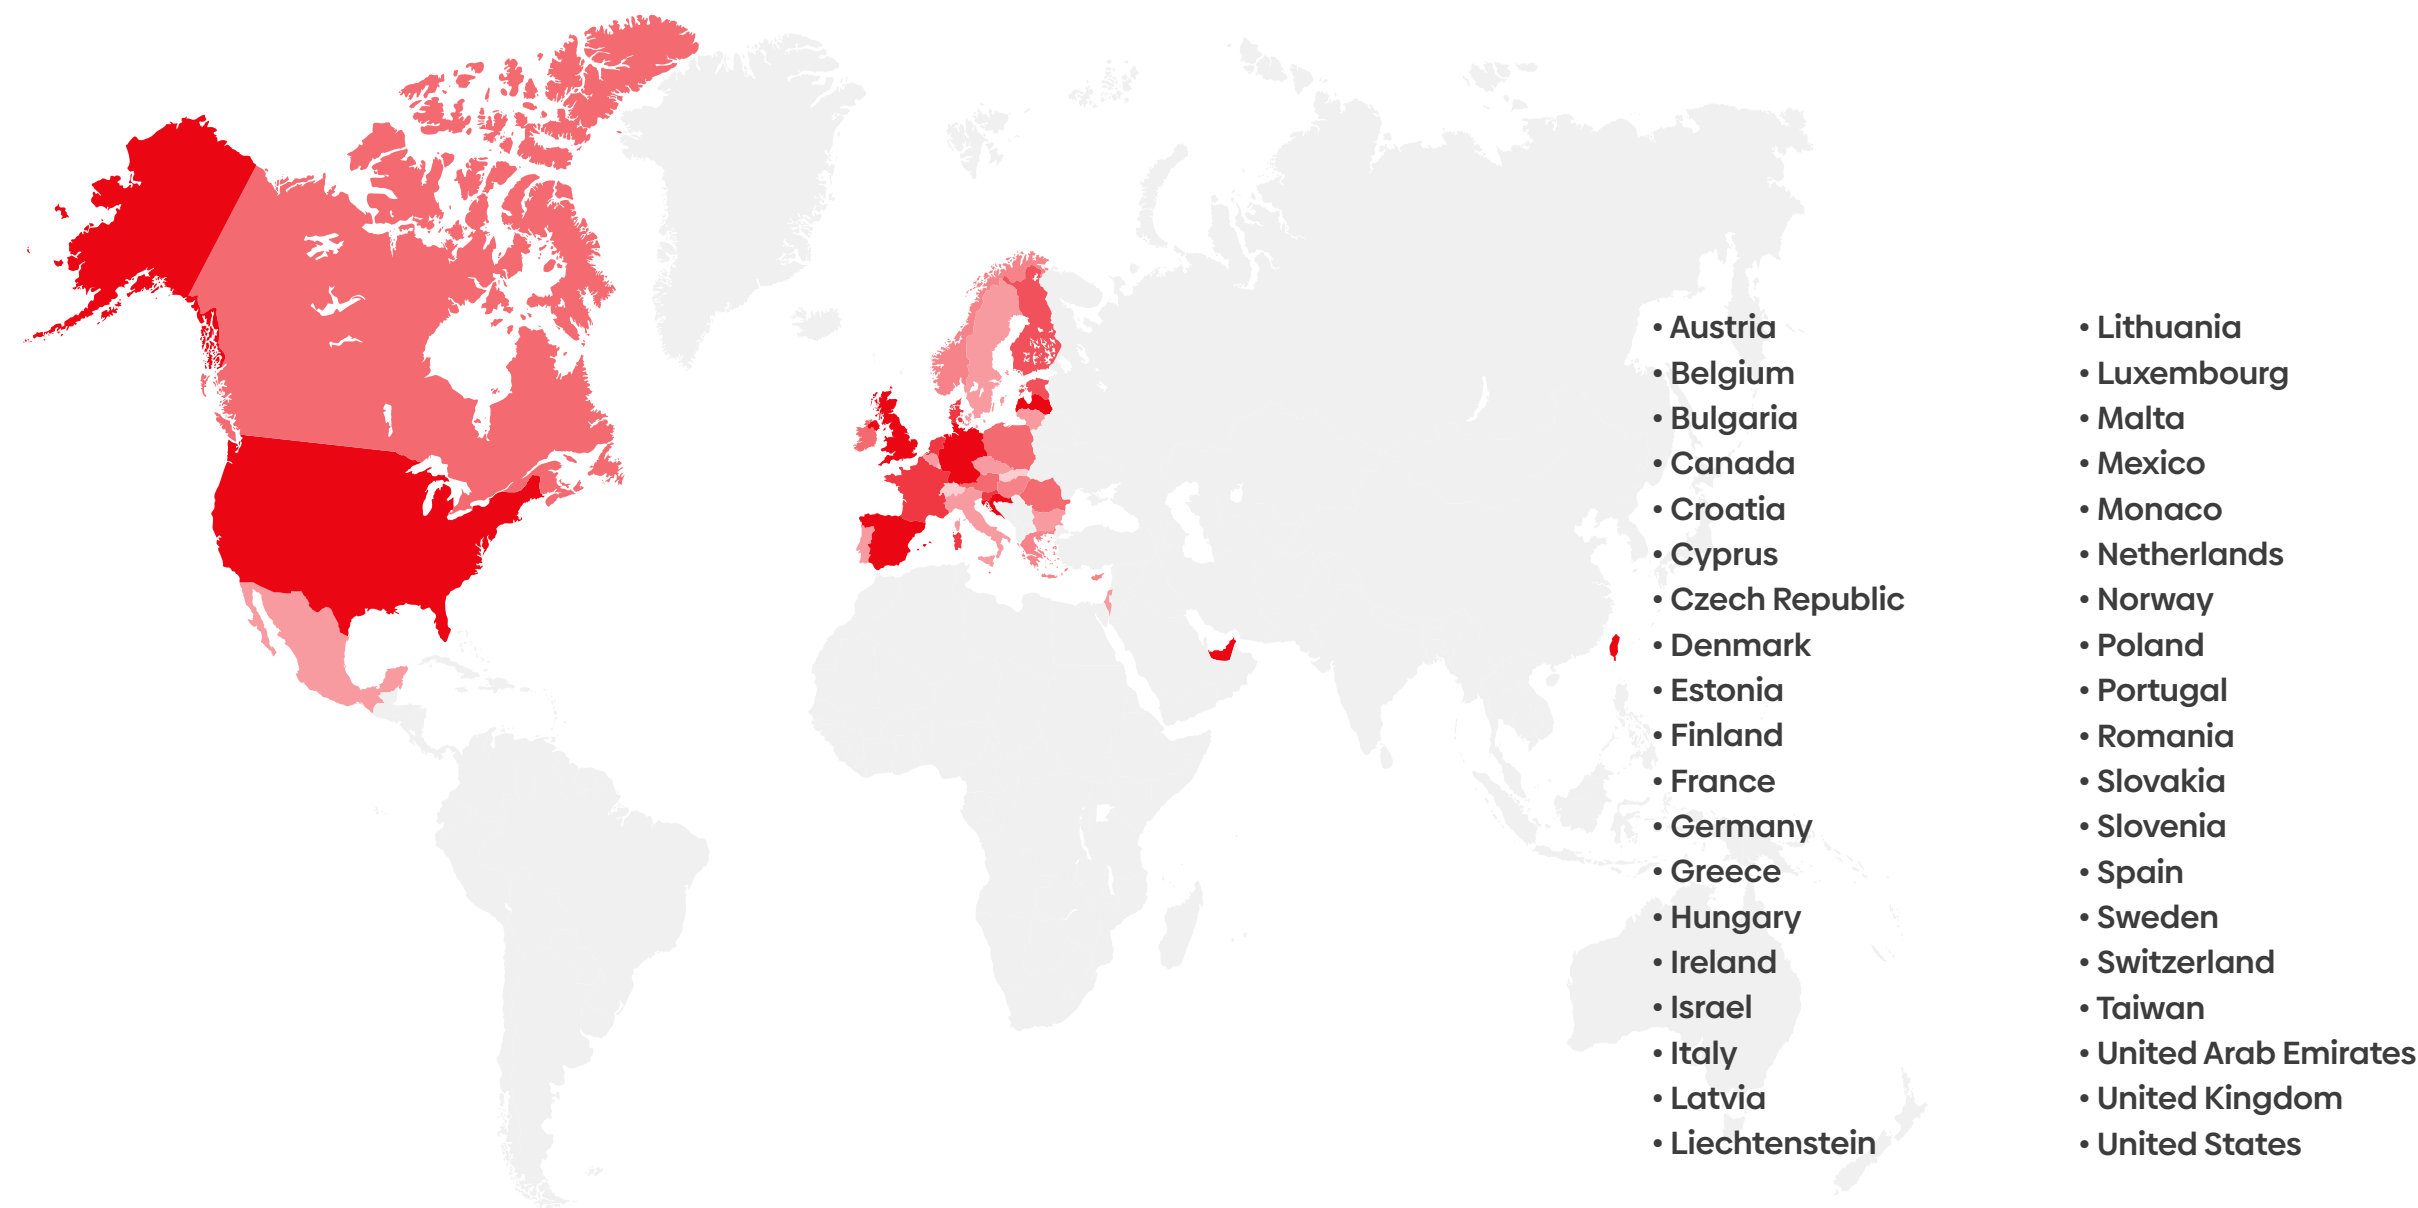 • Austria
• Belgium
• Bulgaria
• Canada
• Croatia
• Cyprus
• Czech Republic
• Denmark
• Estonia
• Finland
• France
• Germany
• Greece
• Hungary
• Ireland
• Israel
• Italy
• Latvia
• Liechtenstein
• Lithuania
• Luxembourg
• Malta
• Mexico
• Monaco
• Netherlands
• Norway
• Poland
• Portugal
• Romania
• Slovakia
• Slovenia
• Spain
• Sweden
• Switzerland
• Taiwan
• United Arab Emirates
• United Kingdom
• United States